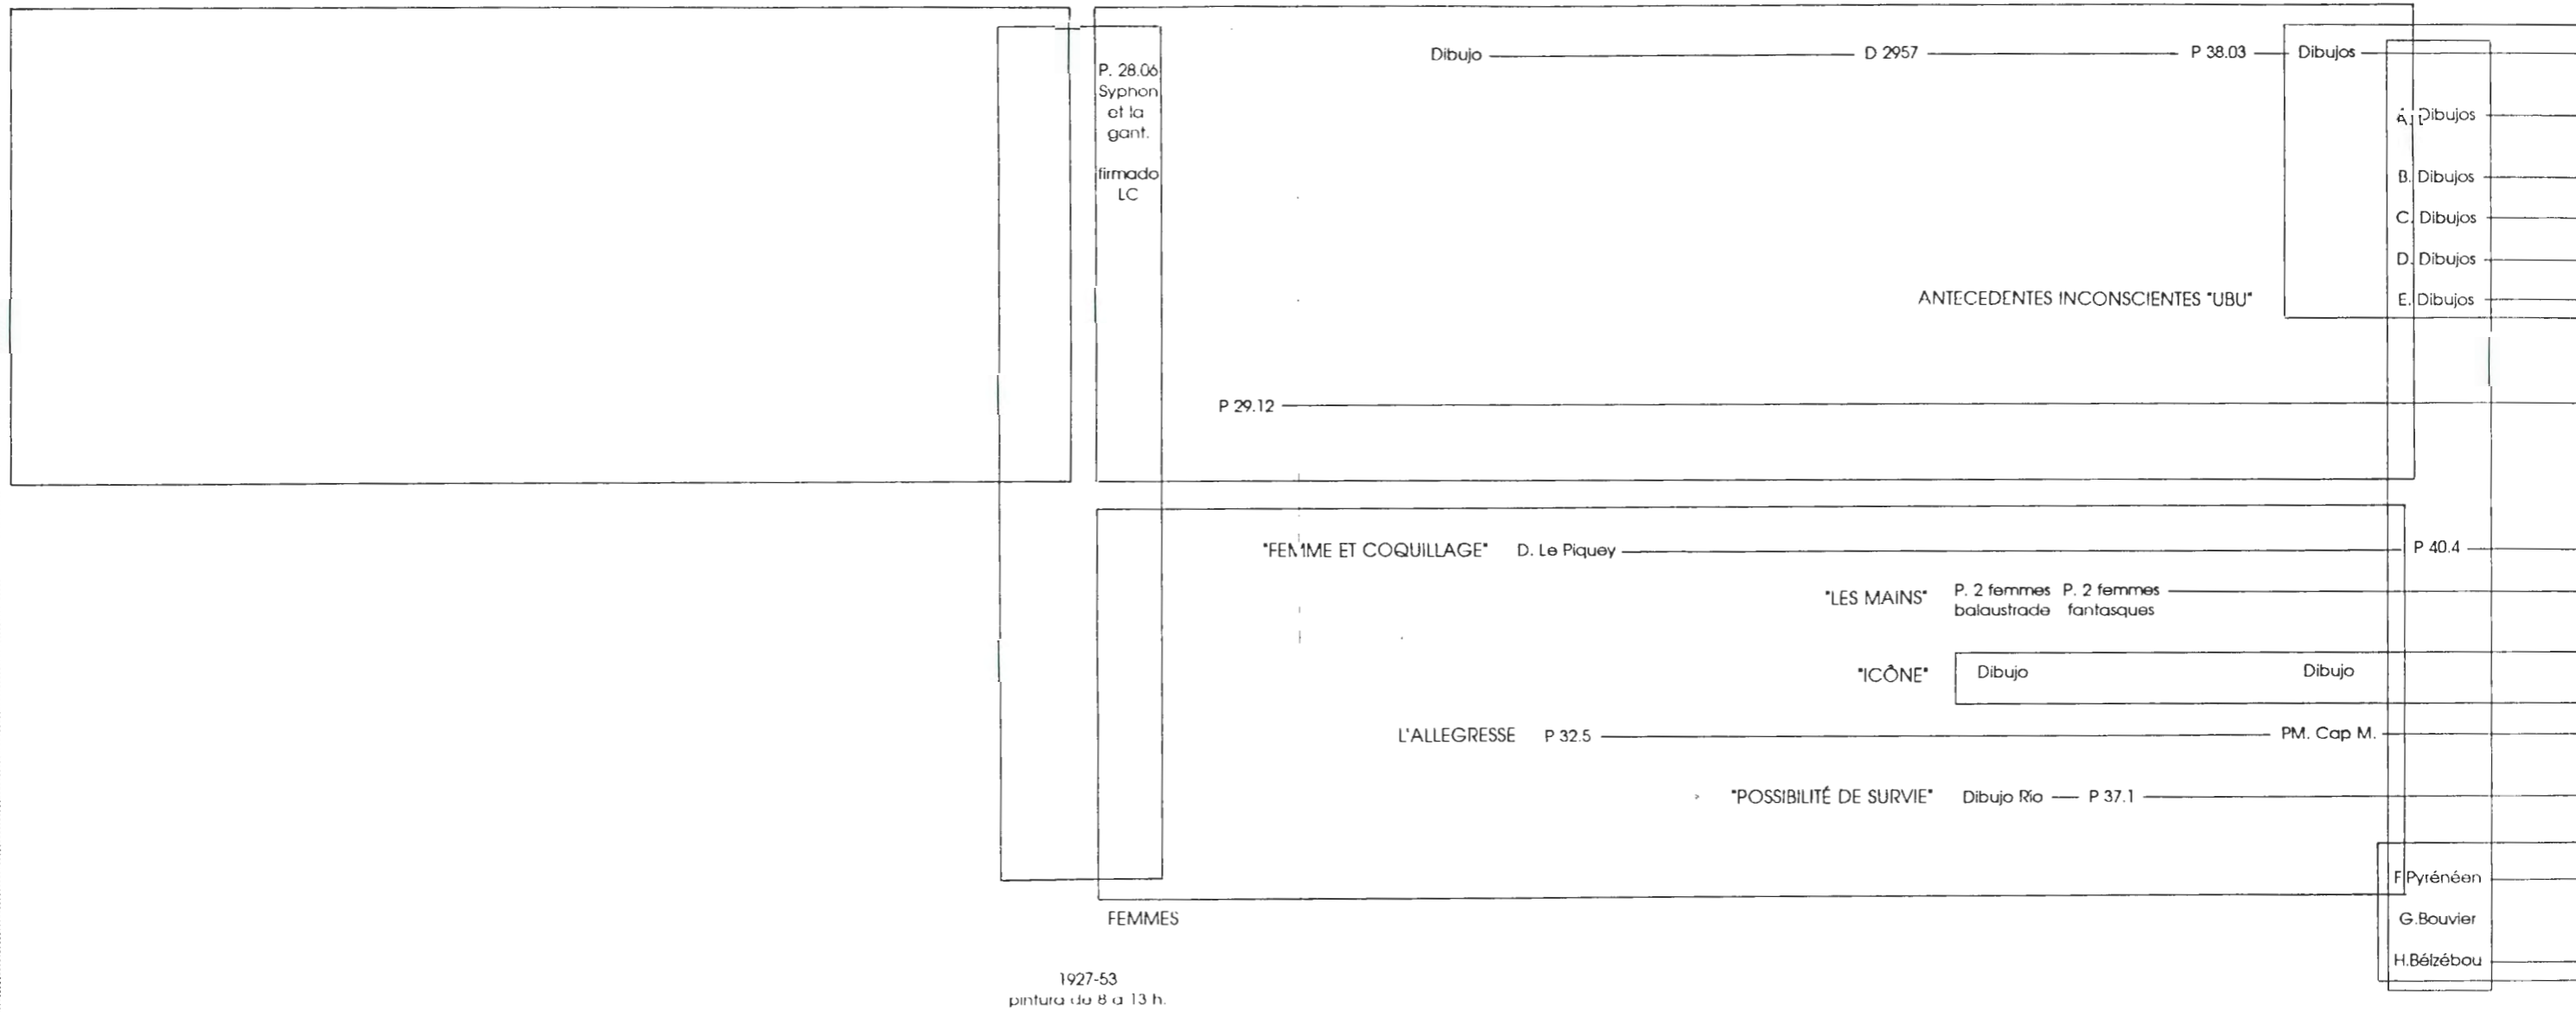 Dibujo D 2957 P 38.03 Dibujos
P. 28.06
Syphon
et la
gant.
firmado
LC
A. Dibujos
B. Dibujos
C. Dibujos
D. Dibujos
E. Dibujos
ANTECEDENTES INCONSCIENTES "UBU"
P 29.12
"FEMME ET COQUILLAGE" D. Le Piquey P 40.4
"LES MAINS" P. 2 femmes P. 2 femmes
balaustrade fantasques
"ICÔNE" Dibujo Dibujo
L'ALLEGRESSE P 32.5 PM. Cap M.
"POSSIBILITÉ DE SURVIE" Dibujo Río P 37.1
F.Pyrénéen
G.Bouvier
H.Bélzébou
FEMMES
1927-53
pintura de 8 a 13 h.